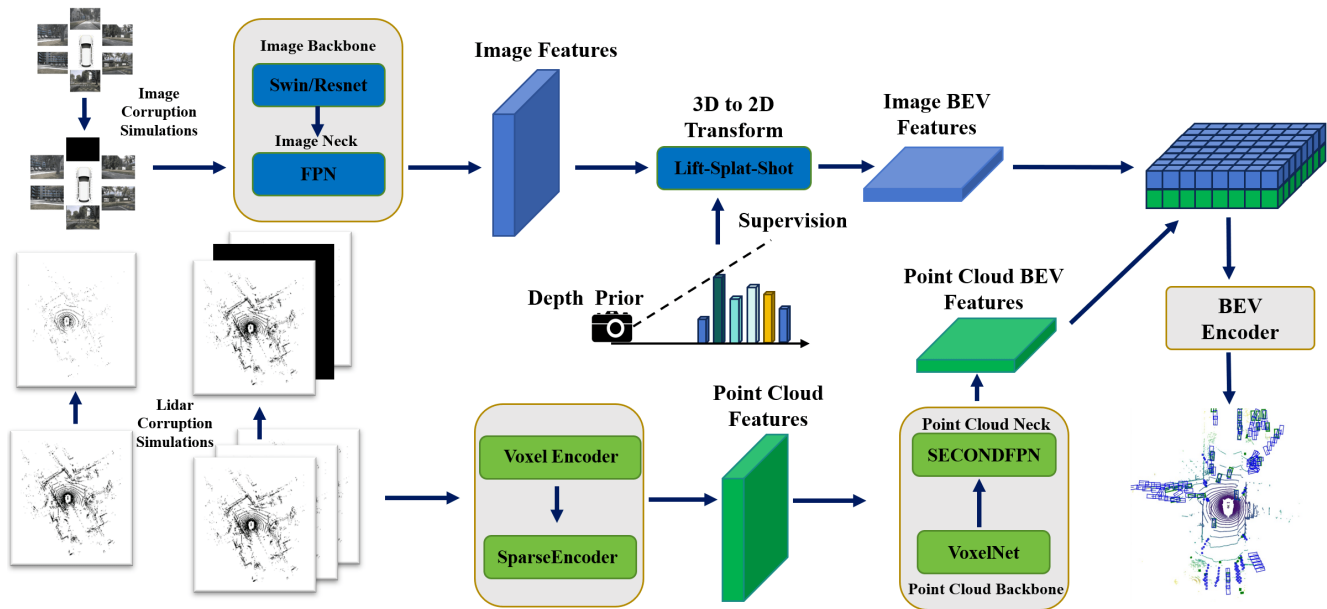 Image
Corruption
Simulations
Image Backbone
Swin/Resnet
Image Neck
FPN
Image Features
3D to 2D
Transform
Lift-Splat-Shot
Image BEV
Features
Supervision
Depth Prior
Point Cloud BEV
Features
BEV
Encoder
Lidar
Corruption
Simulations
Voxel Encoder
SparseEncoder
Point Cloud
Features
Point Cloud Neck
SECONDFPN
VoxelNet
Point Cloud Backbone